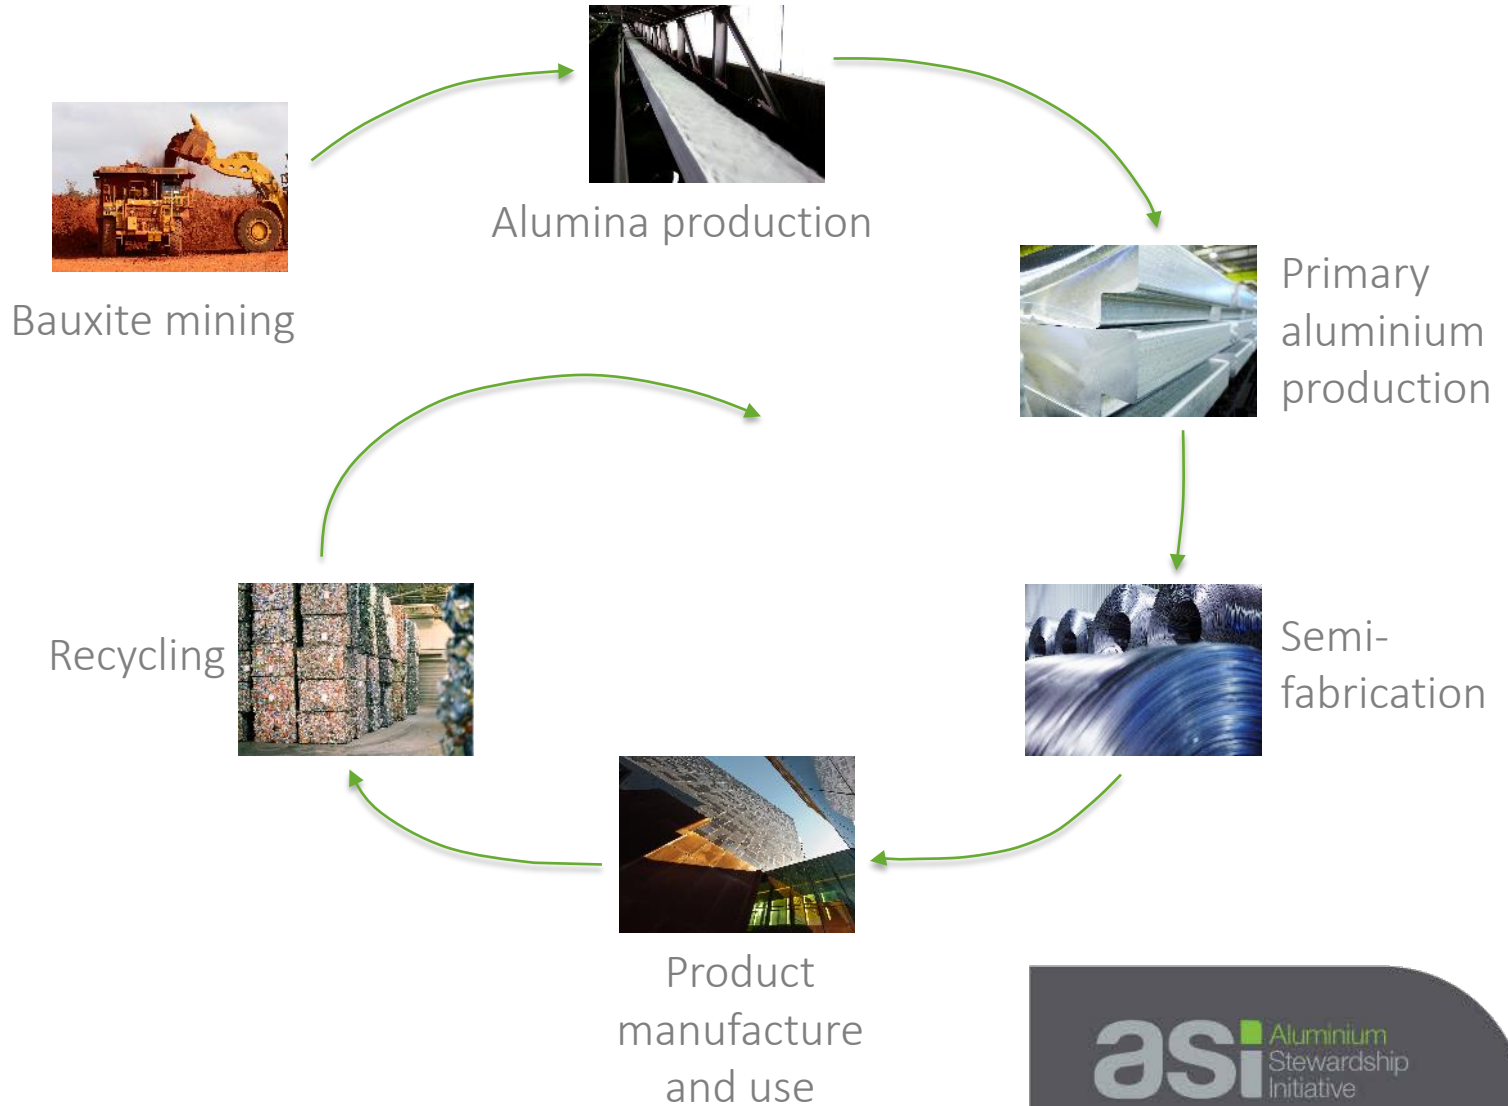 Alumina production
Bauxite mining
Primary
aluminium
production
Recycling
Semi-
fabrication
Product
manufacture
and use
asi
Aluminium
Stewardship
Initiative